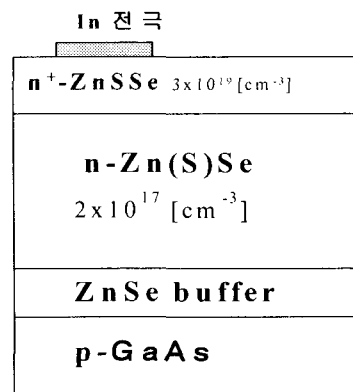 In 전극
n⁺-ZnSSe 3x10¹⁹[cm⁻³]
n-Zn(S)Se
2x10¹⁷ [cm⁻³]
ZnSe buffer
p-GaAs